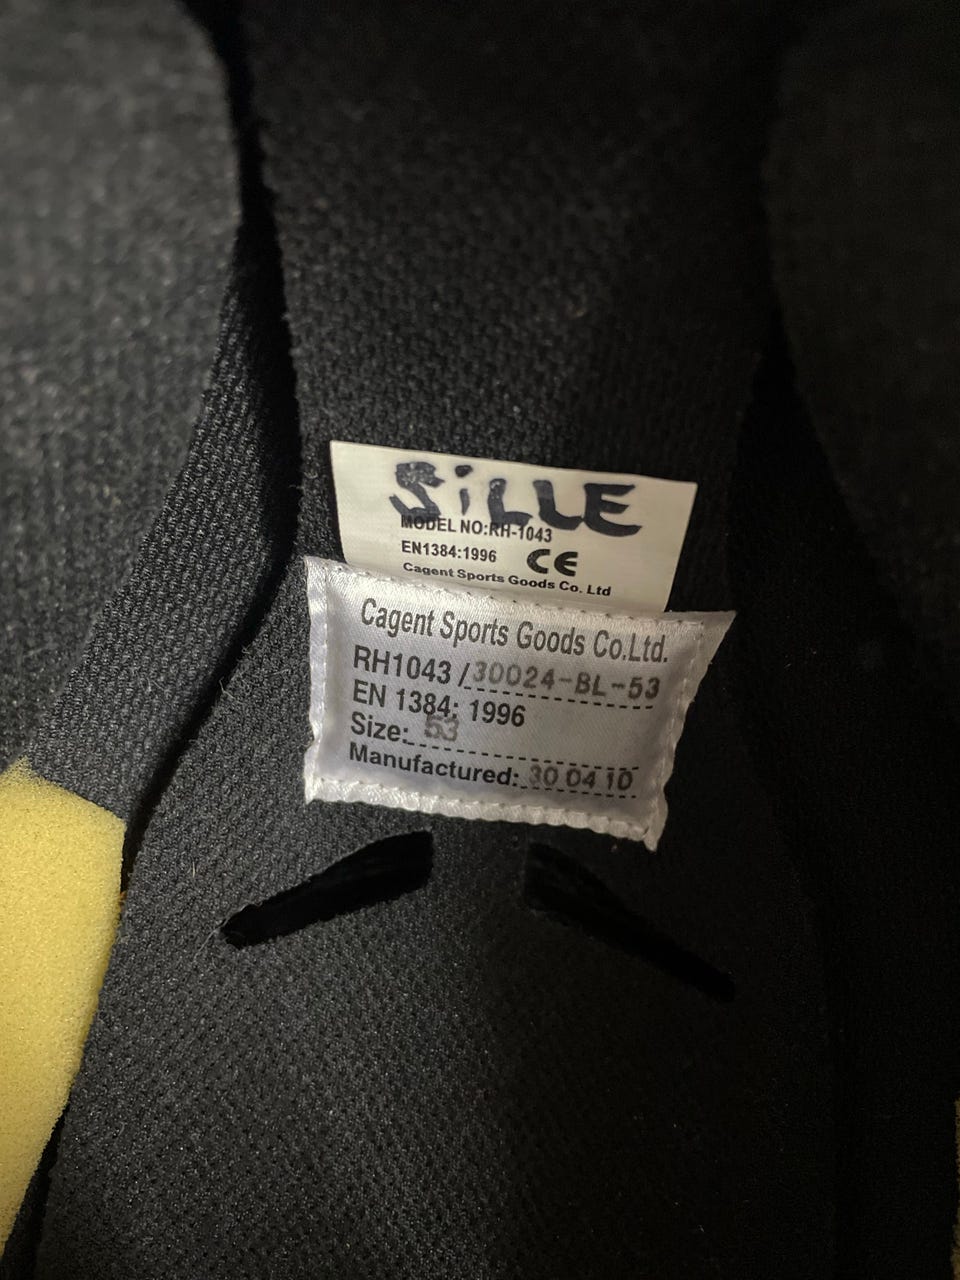 SiLLE
MODEL NO:RH-1043
EN1384:1996 CE
Cagent Sports Goods Co. Ltd
Cagent Sports Goods Co.Ltd.
RH1043 /30024-BL-53
EN 1384: 1996
Size: 53
Manufactured: 30 04 10